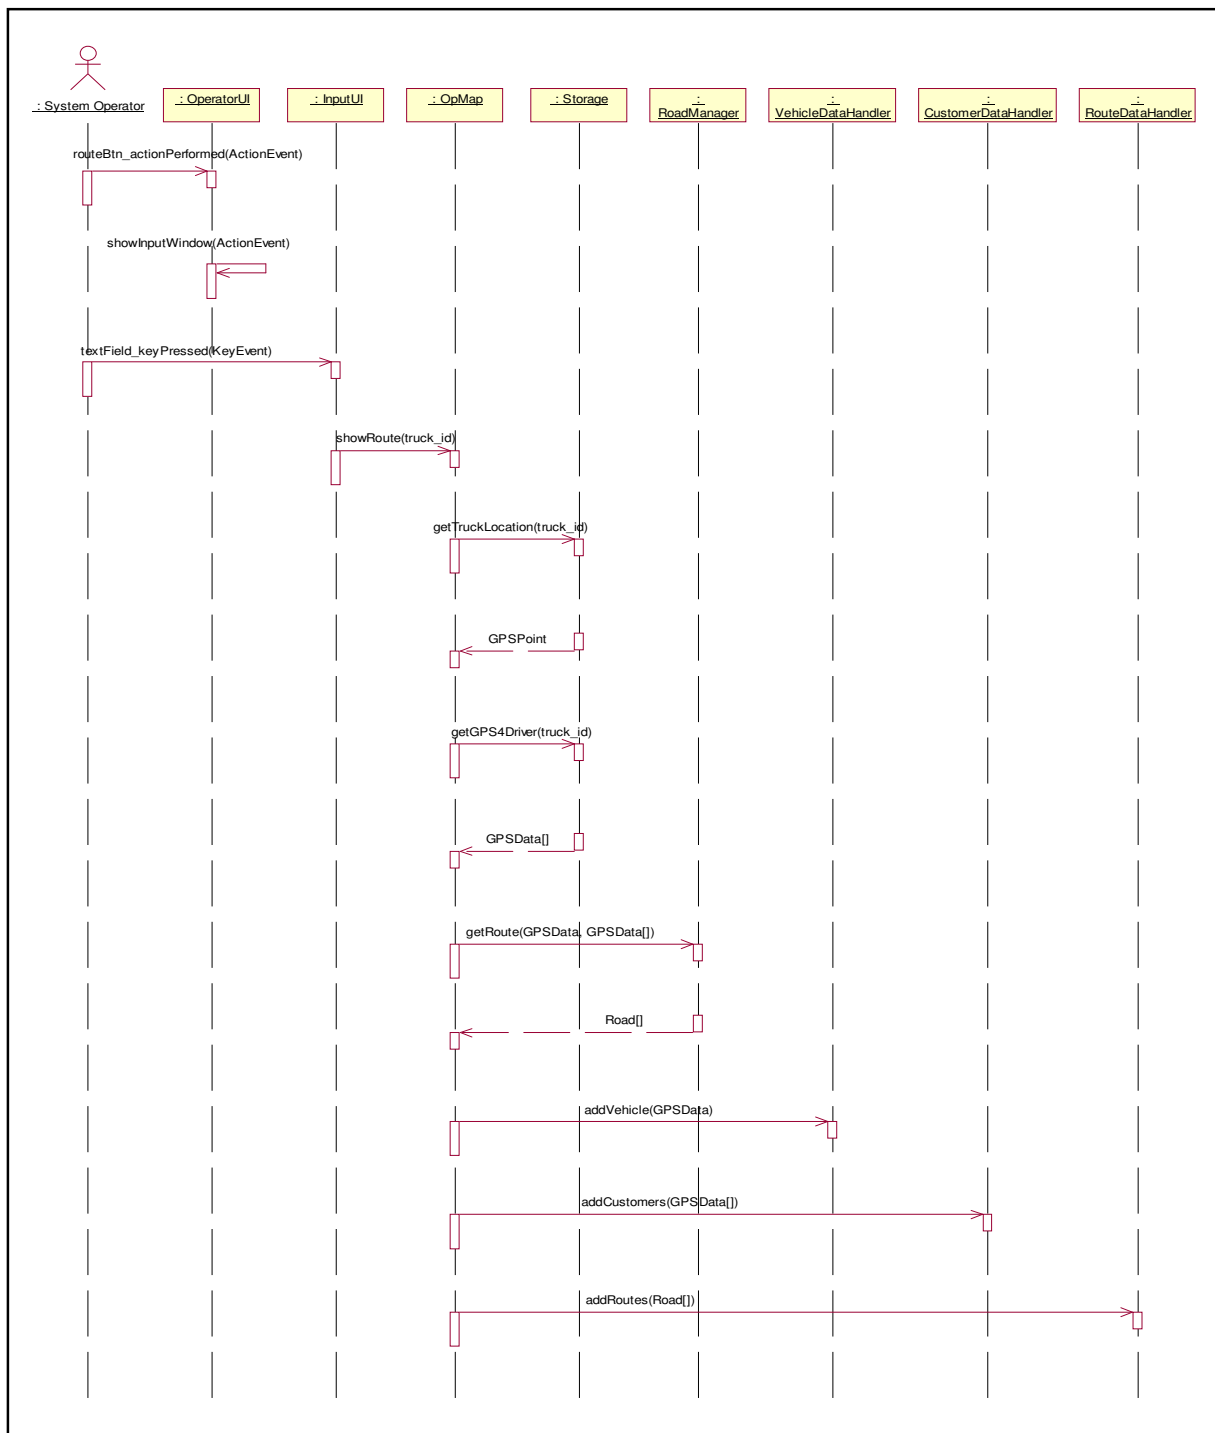 : System Operator
: OperatorUI
: InputUI
: OpMap
: Storage
:
RoadManager
:
VehicleDataHandler
:
CustomerDataHandler
:
RouteDataHandler
routeBtn_actionPerformed(ActionEvent)
showInputWindow(ActionEvent)
textField_keyPressed(KeyEvent)
showRoute(truck_id)
getTruckLocation(truck_id)
GPSPoint
getGPS4Driver(truck_id)
GPSData[]
getRoute(GPSData, GPSData[])
Road[]
addVehicle(GPSData)
addCustomers(GPSData[])
addRoutes(Road[])